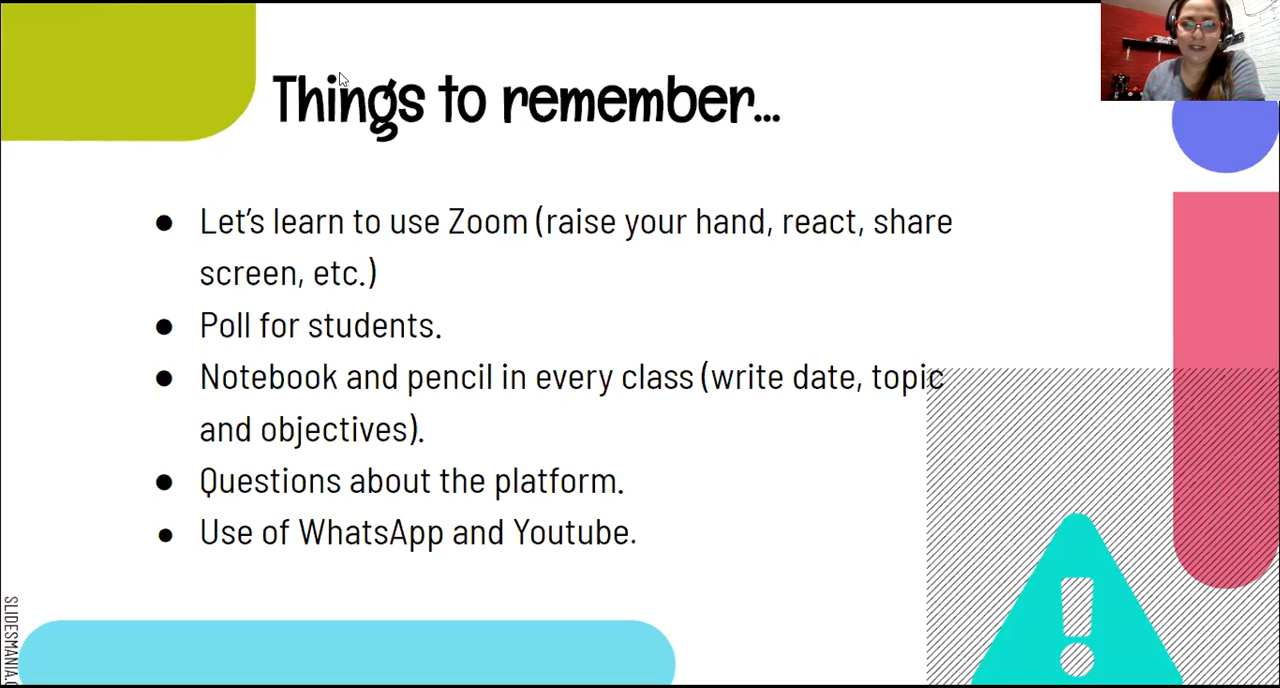 Things to remember...
● Let's learn to use Zoom (raise your hand, react, share
screen, etc.)
● Poll for students.
● Notebook and pencil in every class (write date, topic
and objectives).
● Questions about the platform.
● Use of WhatsApp and Youtube.
SLIDESMANIA.C